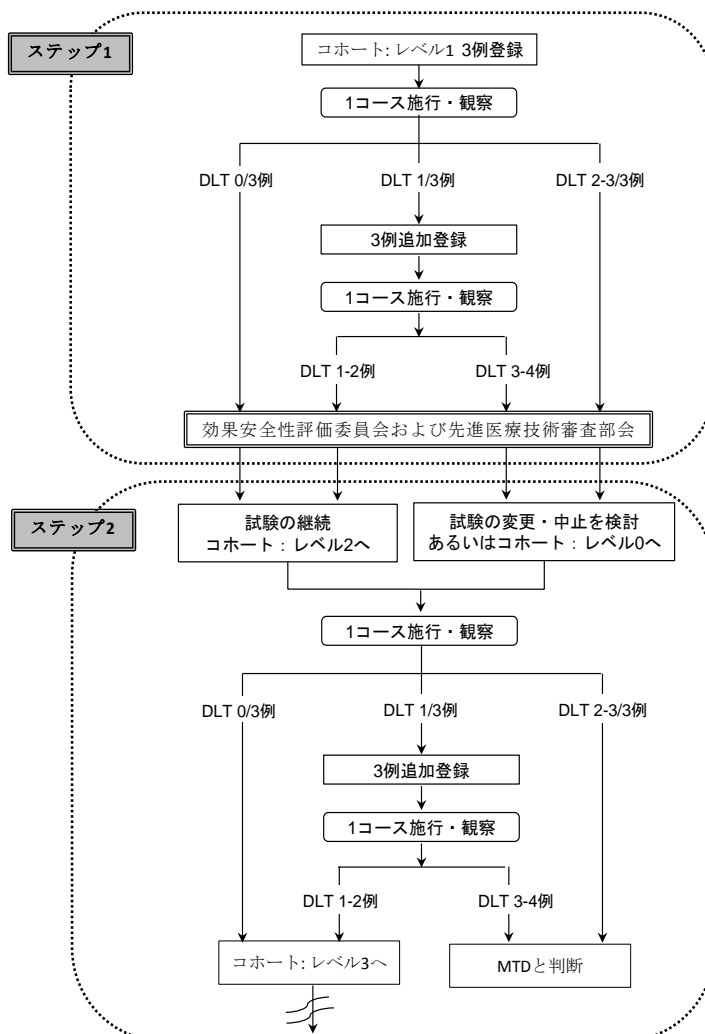 ステップ1
コホート: レベル1 3例登録
1コース施行・観察
DLT 0/3例
DLT 1/3例
DLT 2-3/3例
3例追加登録
1コース施行・観察
DLT 1-2例
DLT 3-4例
効果安全性評価委員会および先進医療技術審査部会
ステップ2
試験の継続
コホート：レベル2へ
試験の変更・中止を検討
あるいはコホート：レベル0へ
1コース施行・観察
DLT 0/3例
DLT 1/3例
DLT 2-3/3例
3例追加登録
1コース施行・観察
DLT 1-2例
DLT 3-4例
コホート: レベル3へ
MTDと判断